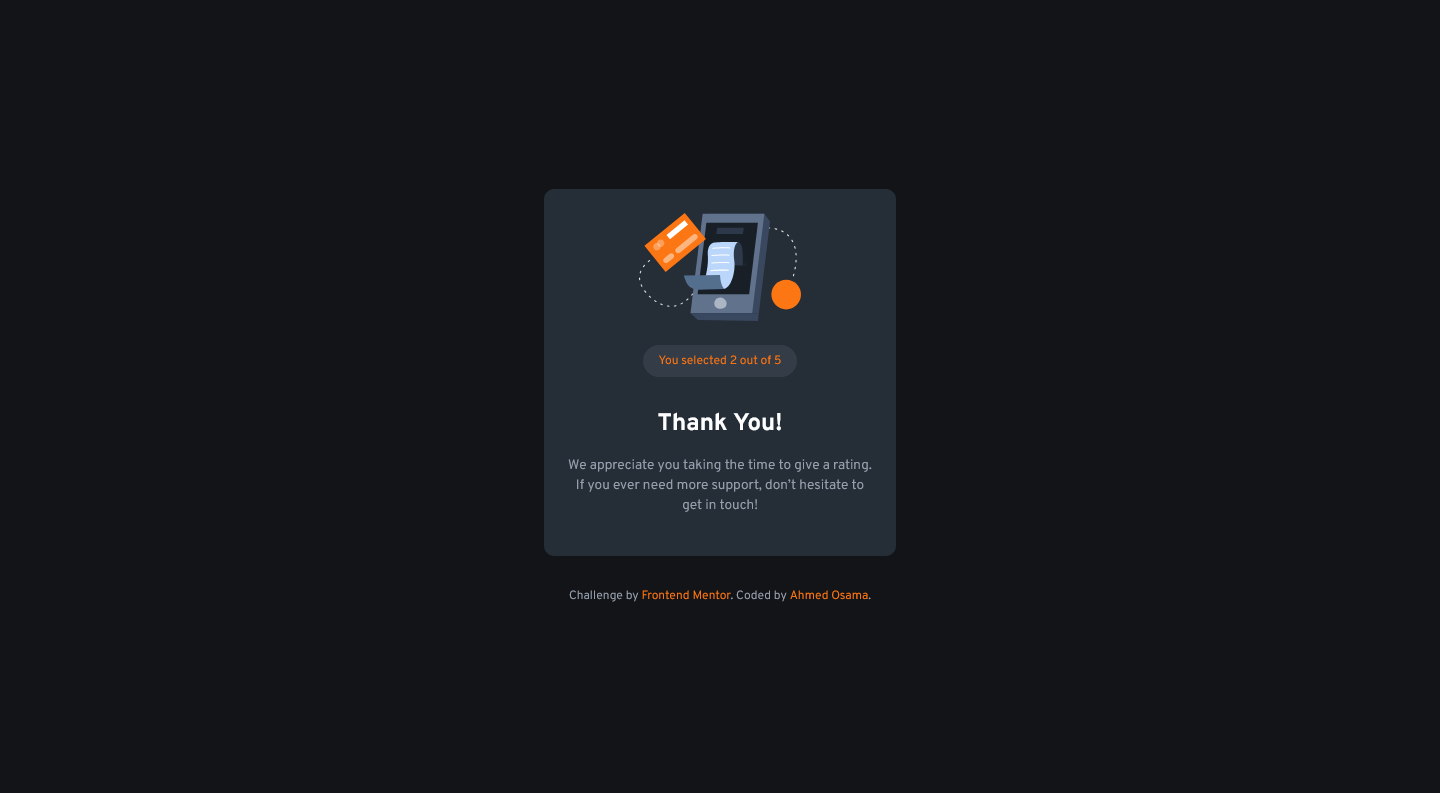 You selected 2 out of 5
Thank You!
We appreciate you taking the time to give a rating.
If you ever need more support, don’t hesitate to
get in touch!
Challenge by Frontend Mentor. Coded by Ahmed Osama.